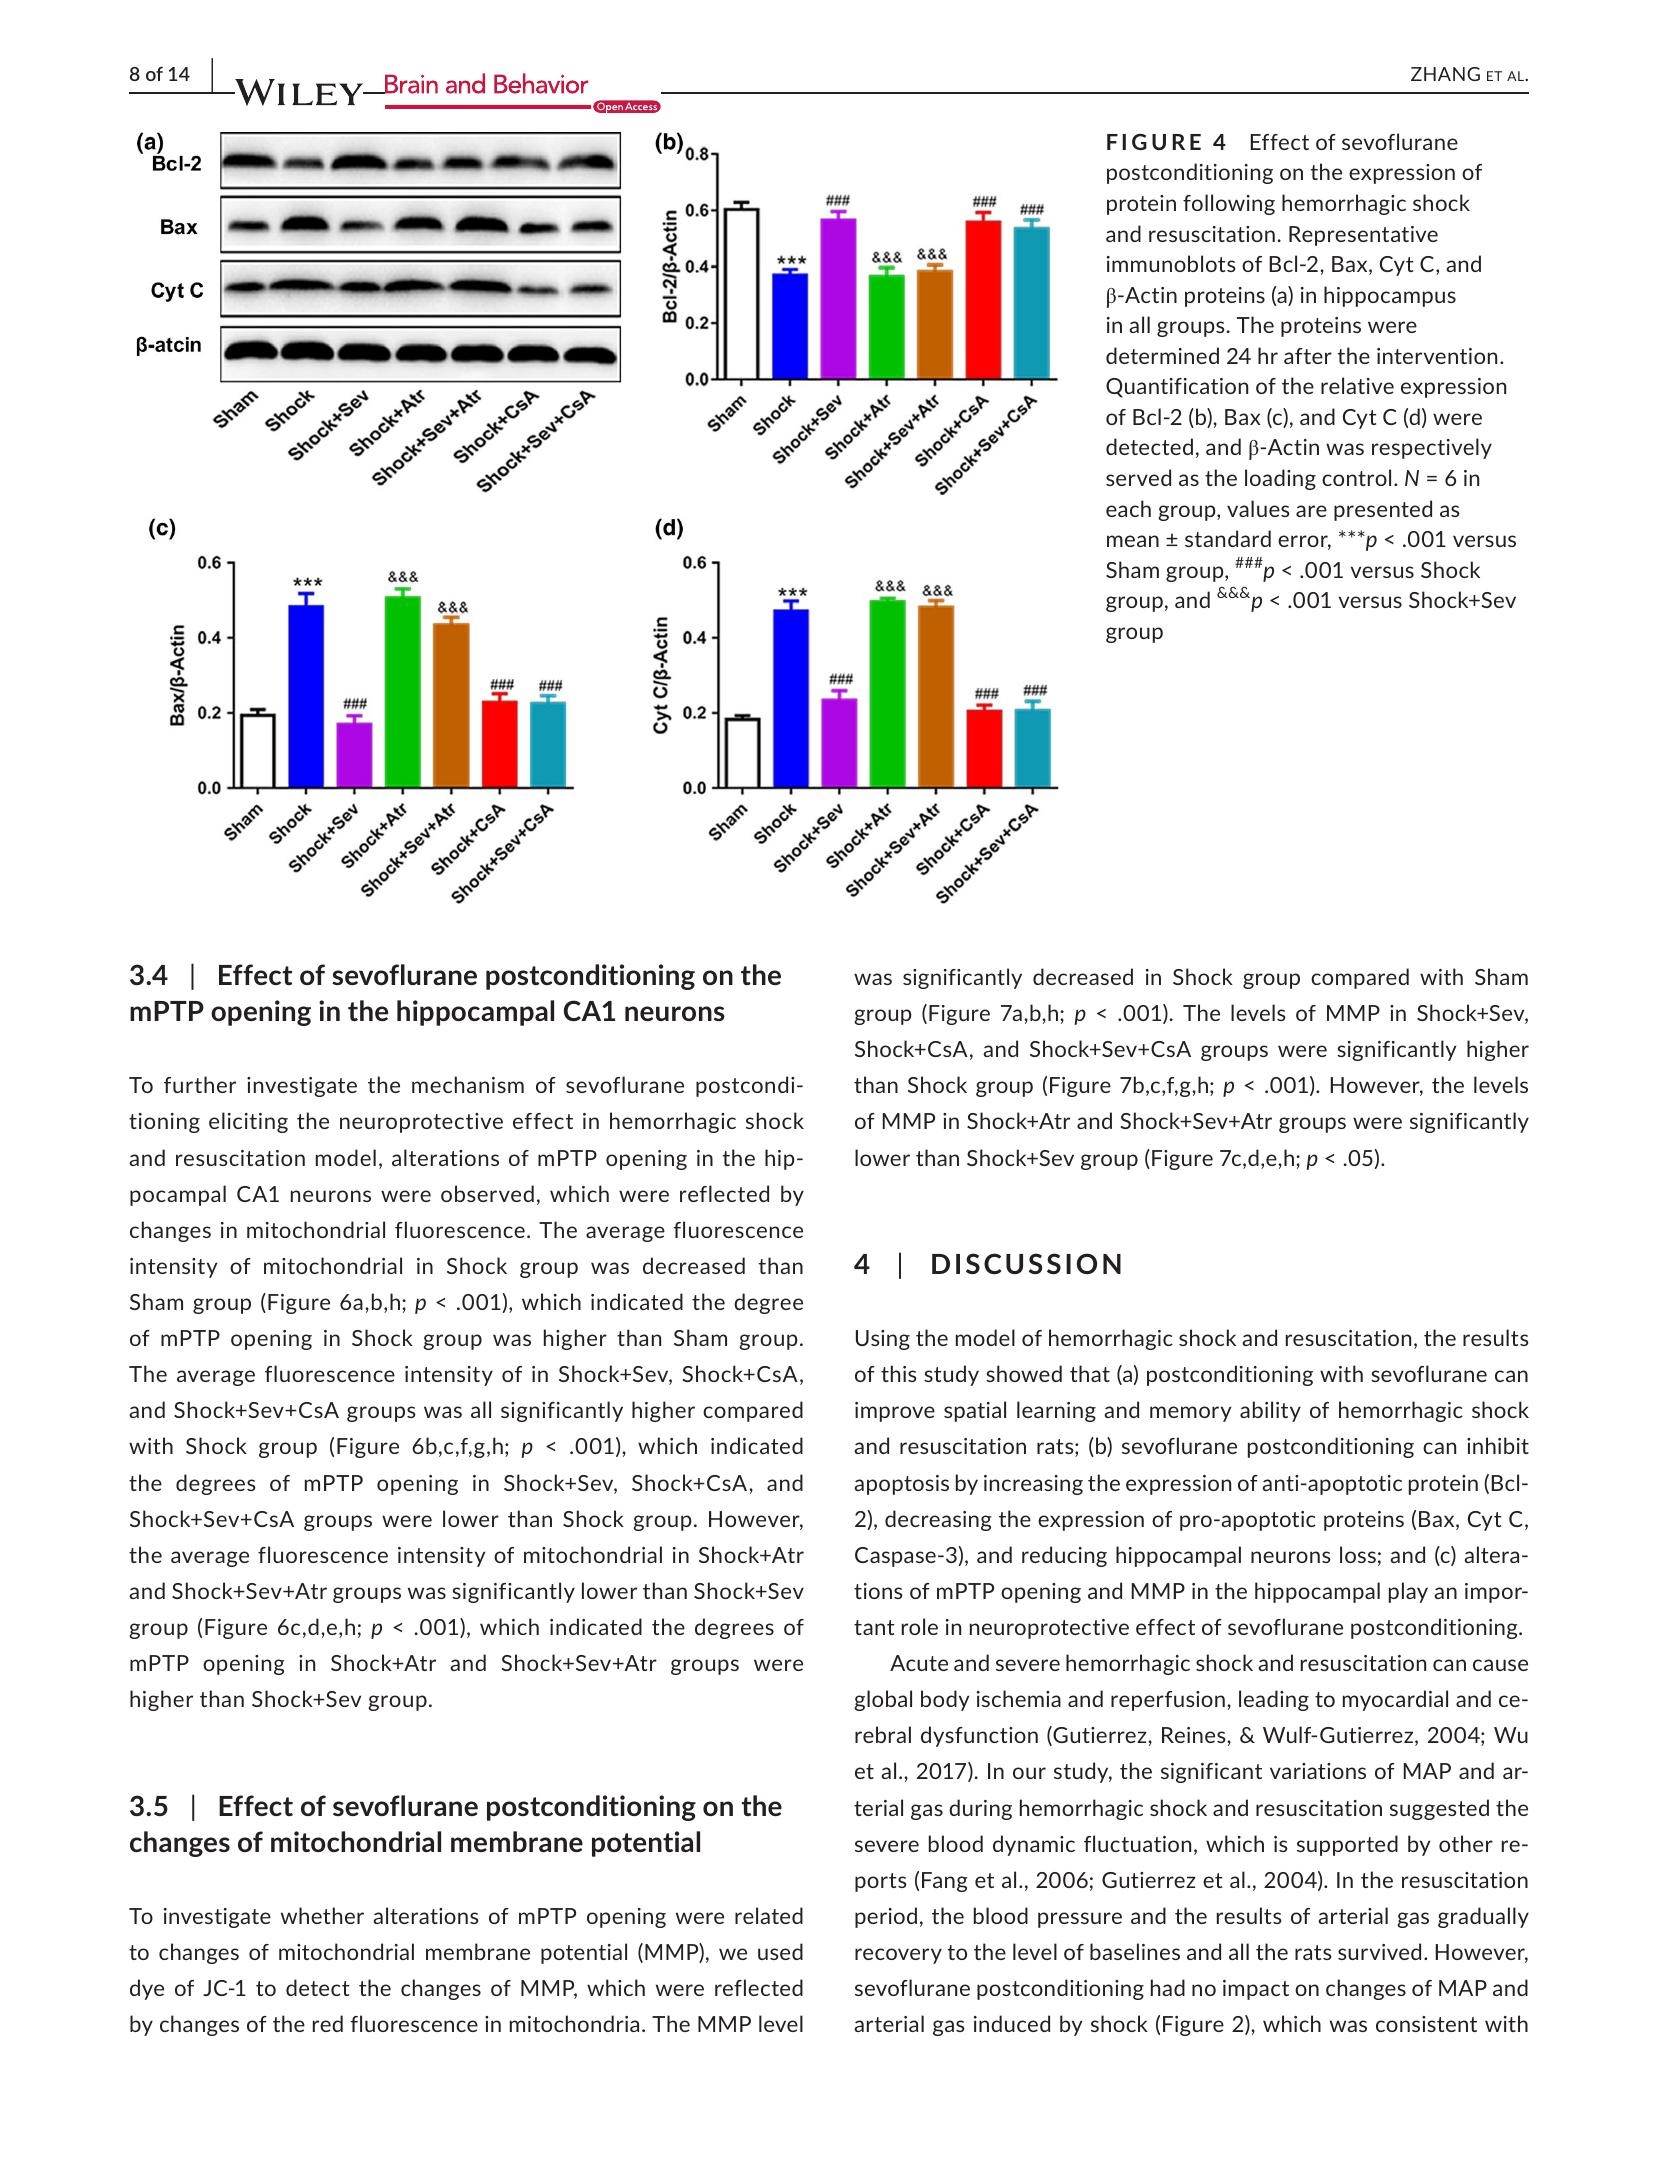 8 of 14
WILEY
Brain and Behavior
Open Access
ZHANG ET AL.
(a)
Bcl-2
Bax
Cyt C
β-atcin
Sham
Shock
Shock+Sev
Shock+Atr
Shock+Sev+Atr
Shock+CsA
Shock+Sev+CsA
(b)
Bcl-2/β-Actin
0.8
0.6
0.4
0.2
0.0
***
###
&&&
&&&
###
###
Sham
Shock
Shock+Sev
Shock+Atr
Shock+Sev+Atr
Shock+CsA
Shock+Sev+CsA
(c)
Bax/β-Actin
0.6
0.4
0.2
0.0
***
###
&&&
&&&
###
###
Sham
Shock
Shock+Sev
Shock+Atr
Shock+Sev+Atr
Shock+CsA
Shock+Sev+CsA
(d)
Cyt C/β-Actin
0.6
0.4
0.2
0.0
***
###
&&&
&&&
###
###
Sham
Shock
Shock+Sev
Shock+Atr
Shock+Sev+Atr
Shock+CsA
Shock+Sev+CsA
FIGURE 4 Effect of sevoflurane
postconditioning on the expression of
protein following hemorrhagic shock
and resuscitation. Representative
immunoblots of Bcl-2, Bax, Cyt C, and
β-Actin proteins (a) in hippocampus
in all groups. The proteins were
determined 24 hr after the intervention.
Quantification of the relative expression
of Bcl-2 (b), Bax (c), and Cyt C (d) were
detected, and β-Actin was respectively
served as the loading control. N = 6 in
each group, values are presented as
mean ± standard error, ***p < .001 versus
Sham group, ###p < .001 versus Shock
group, and &&&p < .001 versus Shock+Sev
group
3.4 | Effect of sevoflurane postconditioning on the
mPTP opening in the hippocampal CA1 neurons
To further investigate the mechanism of sevoflurane postcondi-
tioning eliciting the neuroprotective effect in hemorrhagic shock
and resuscitation model, alterations of mPTP opening in the hip-
pocampal CA1 neurons were observed, which were reflected by
changes in mitochondrial fluorescence. The average fluorescence
intensity of mitochondrial in Shock group was decreased than
Sham group (Figure 6a,b,h; p < .001), which indicated the degree
of mPTP opening in Shock group was higher than Sham group.
The average fluorescence intensity of in Shock+Sev, Shock+CsA,
and Shock+Sev+CsA groups was all significantly higher compared
with Shock group (Figure 6b,c,f,g,h; p < .001), which indicated
the degrees of mPTP opening in Shock+Sev, Shock+CsA, and
Shock+Sev+CsA groups were lower than Shock group. However,
the average fluorescence intensity of mitochondrial in Shock+Atr
and Shock+Sev+Atr groups was significantly lower than Shock+Sev
group (Figure 6c,d,e,h; p < .001), which indicated the degrees of
mPTP opening in Shock+Atr and Shock+Sev+Atr groups were
higher than Shock+Sev group.
3.5 | Effect of sevoflurane postconditioning on the
changes of mitochondrial membrane potential
To investigate whether alterations of mPTP opening were related
to changes of mitochondrial membrane potential (MMP), we used
dye of JC-1 to detect the changes of MMP, which were reflected
by changes of the red fluorescence in mitochondria. The MMP level
was significantly decreased in Shock group compared with Sham
group (Figure 7a,b,h; p < .001). The levels of MMP in Shock+Sev,
Shock+CsA, and Shock+Sev+CsA groups were significantly higher
than Shock group (Figure 7b,c,f,g,h; p < .001). However, the levels
of MMP in Shock+Atr and Shock+Sev+Atr groups were significantly
lower than Shock+Sev group (Figure 7c,d,e,h; p < .05).
4 | DISCUSSION
Using the model of hemorrhagic shock and resuscitation, the results
of this study showed that (a) postconditioning with sevoflurane can
improve spatial learning and memory ability of hemorrhagic shock
and resuscitation rats; (b) sevoflurane postconditioning can inhibit
apoptosis by increasing the expression of anti-apoptotic protein (Bcl-
2), decreasing the expression of pro-apoptotic proteins (Bax, Cyt C,
Caspase-3), and reducing hippocampal neurons loss; and (c) altera-
tions of mPTP opening and MMP in the hippocampal play an impor-
tant role in neuroprotective effect of sevoflurane postconditioning.
Acute and severe hemorrhagic shock and resuscitation can cause
global body ischemia and reperfusion, leading to myocardial and ce-
rebral dysfunction (Gutierrez, Reines, & Wulf-Gutierrez, 2004; Wu
et al., 2017). In our study, the significant variations of MAP and ar-
terial gas during hemorrhagic shock and resuscitation suggested the
severe blood dynamic fluctuation, which is supported by other re-
ports (Fang et al., 2006; Gutierrez et al., 2004). In the resuscitation
period, the blood pressure and the results of arterial gas gradually
recovery to the level of baselines and all the rats survived. However,
sevoflurane postconditioning had no impact on changes of MAP and
arterial gas induced by shock (Figure 2), which was consistent with